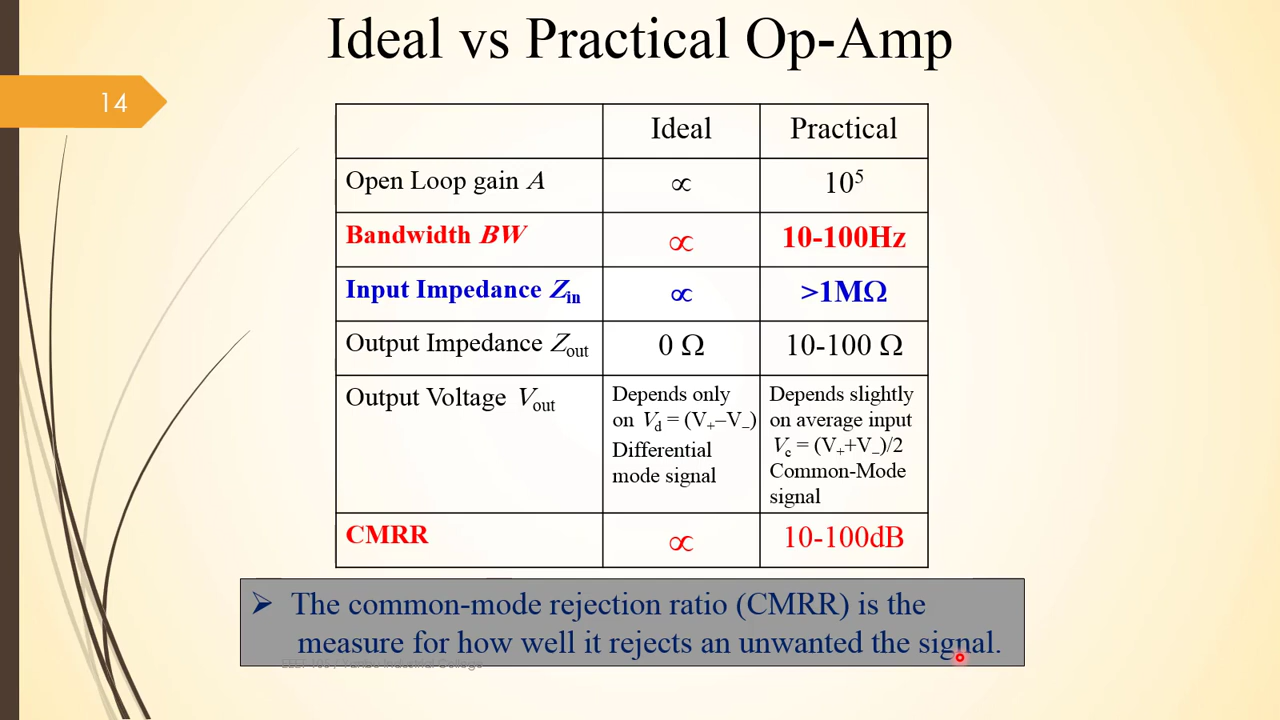 Ideal vs Practical Op-Amp
14
Ideal Practical
Open Loop gain A ∝ 10⁵
Bandwidth BW ∝ 10-100Hz
Input Impedance Zin ∝ >1MΩ
Output Impedance Zout 0 Ω 10-100 Ω
Output Voltage Vout
Depends only
on Vd = (V+−V−)
Differential
mode signal
Depends slightly
on average input
Vc = (V++V−)/2
Common-Mode
signal
CMRR ∝ 10-100dB
➢ The common-mode rejection ratio (CMRR) is the
measure for how well it rejects an unwanted the signal.
Industrial College